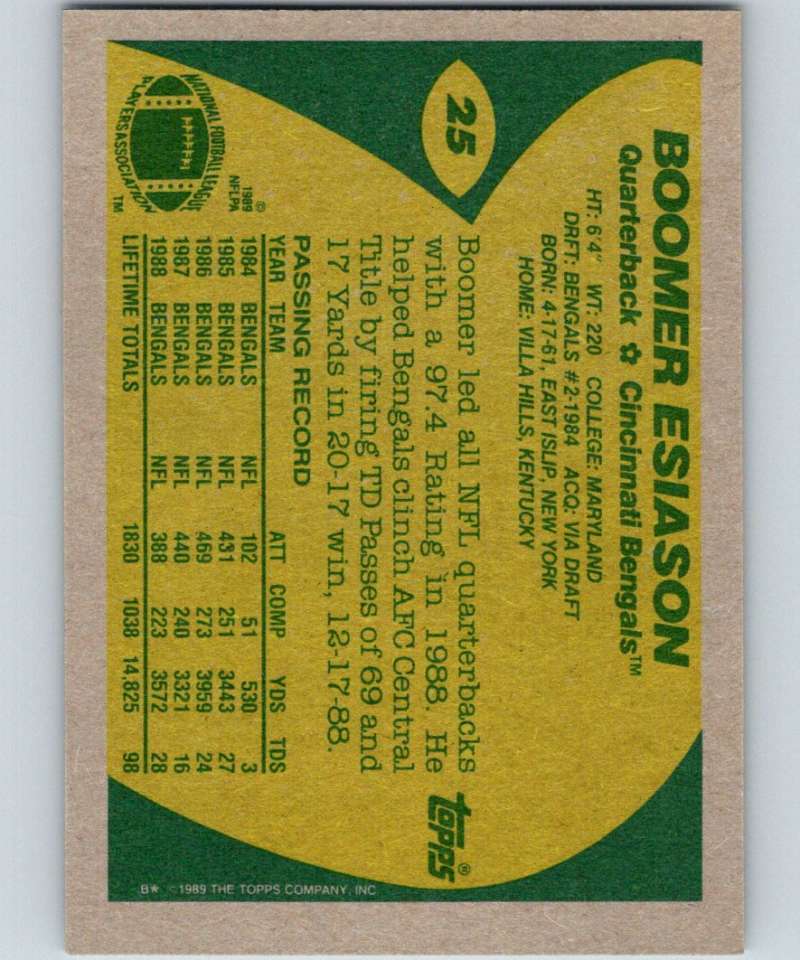 25
BOOMER ESIASON
Quarterback ✿ Cincinnati Bengals™
HT: 6'4" WT: 220 COLLEGE: MARYLAND
DRFT: BENGALS #2-1984 ACQ: VIA DRAFT
BORN: 4-17-61, EAST ISLIP, NEW YORK
HOME: VILLA HILLS, KENTUCKY
Boomer led all NFL quarterbacks
with a 97.4 Rating in 1988. He
helped Bengals clinch AFC Central
Title by firing TD Passes of 69 and
17 Yards in 20-17 win, 12-17-88.
TOPPS®
NATIONAL FOOTBALL LEAGUE
PLAYERS ASSOCIATION
™
©
1989
NFLPA
PASSING RECORD
YEAR TEAM ATT COMP YDS TDS
1984 BENGALS NFL 102 51 530 3
1985 BENGALS NFL 431 251 3443 27
1986 BENGALS NFL 469 273 3959 24
1987 BENGALS NFL 440 240 3321 16
1988 BENGALS NFL 388 223 3572 28
LIFETIME TOTALS 1830 1038 14,825 98
B* ©1989 THE TOPPS COMPANY, INC.